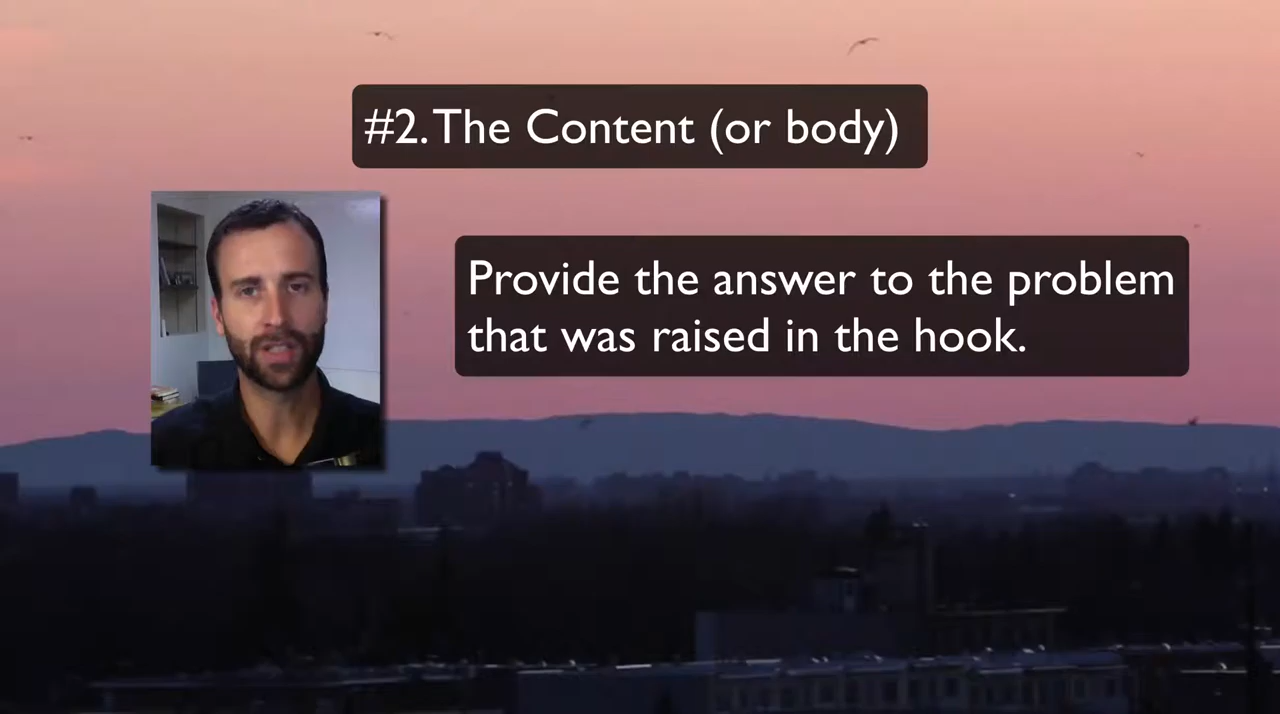 #2. The Content (or body)
Provide the answer to the problem
that was raised in the hook.